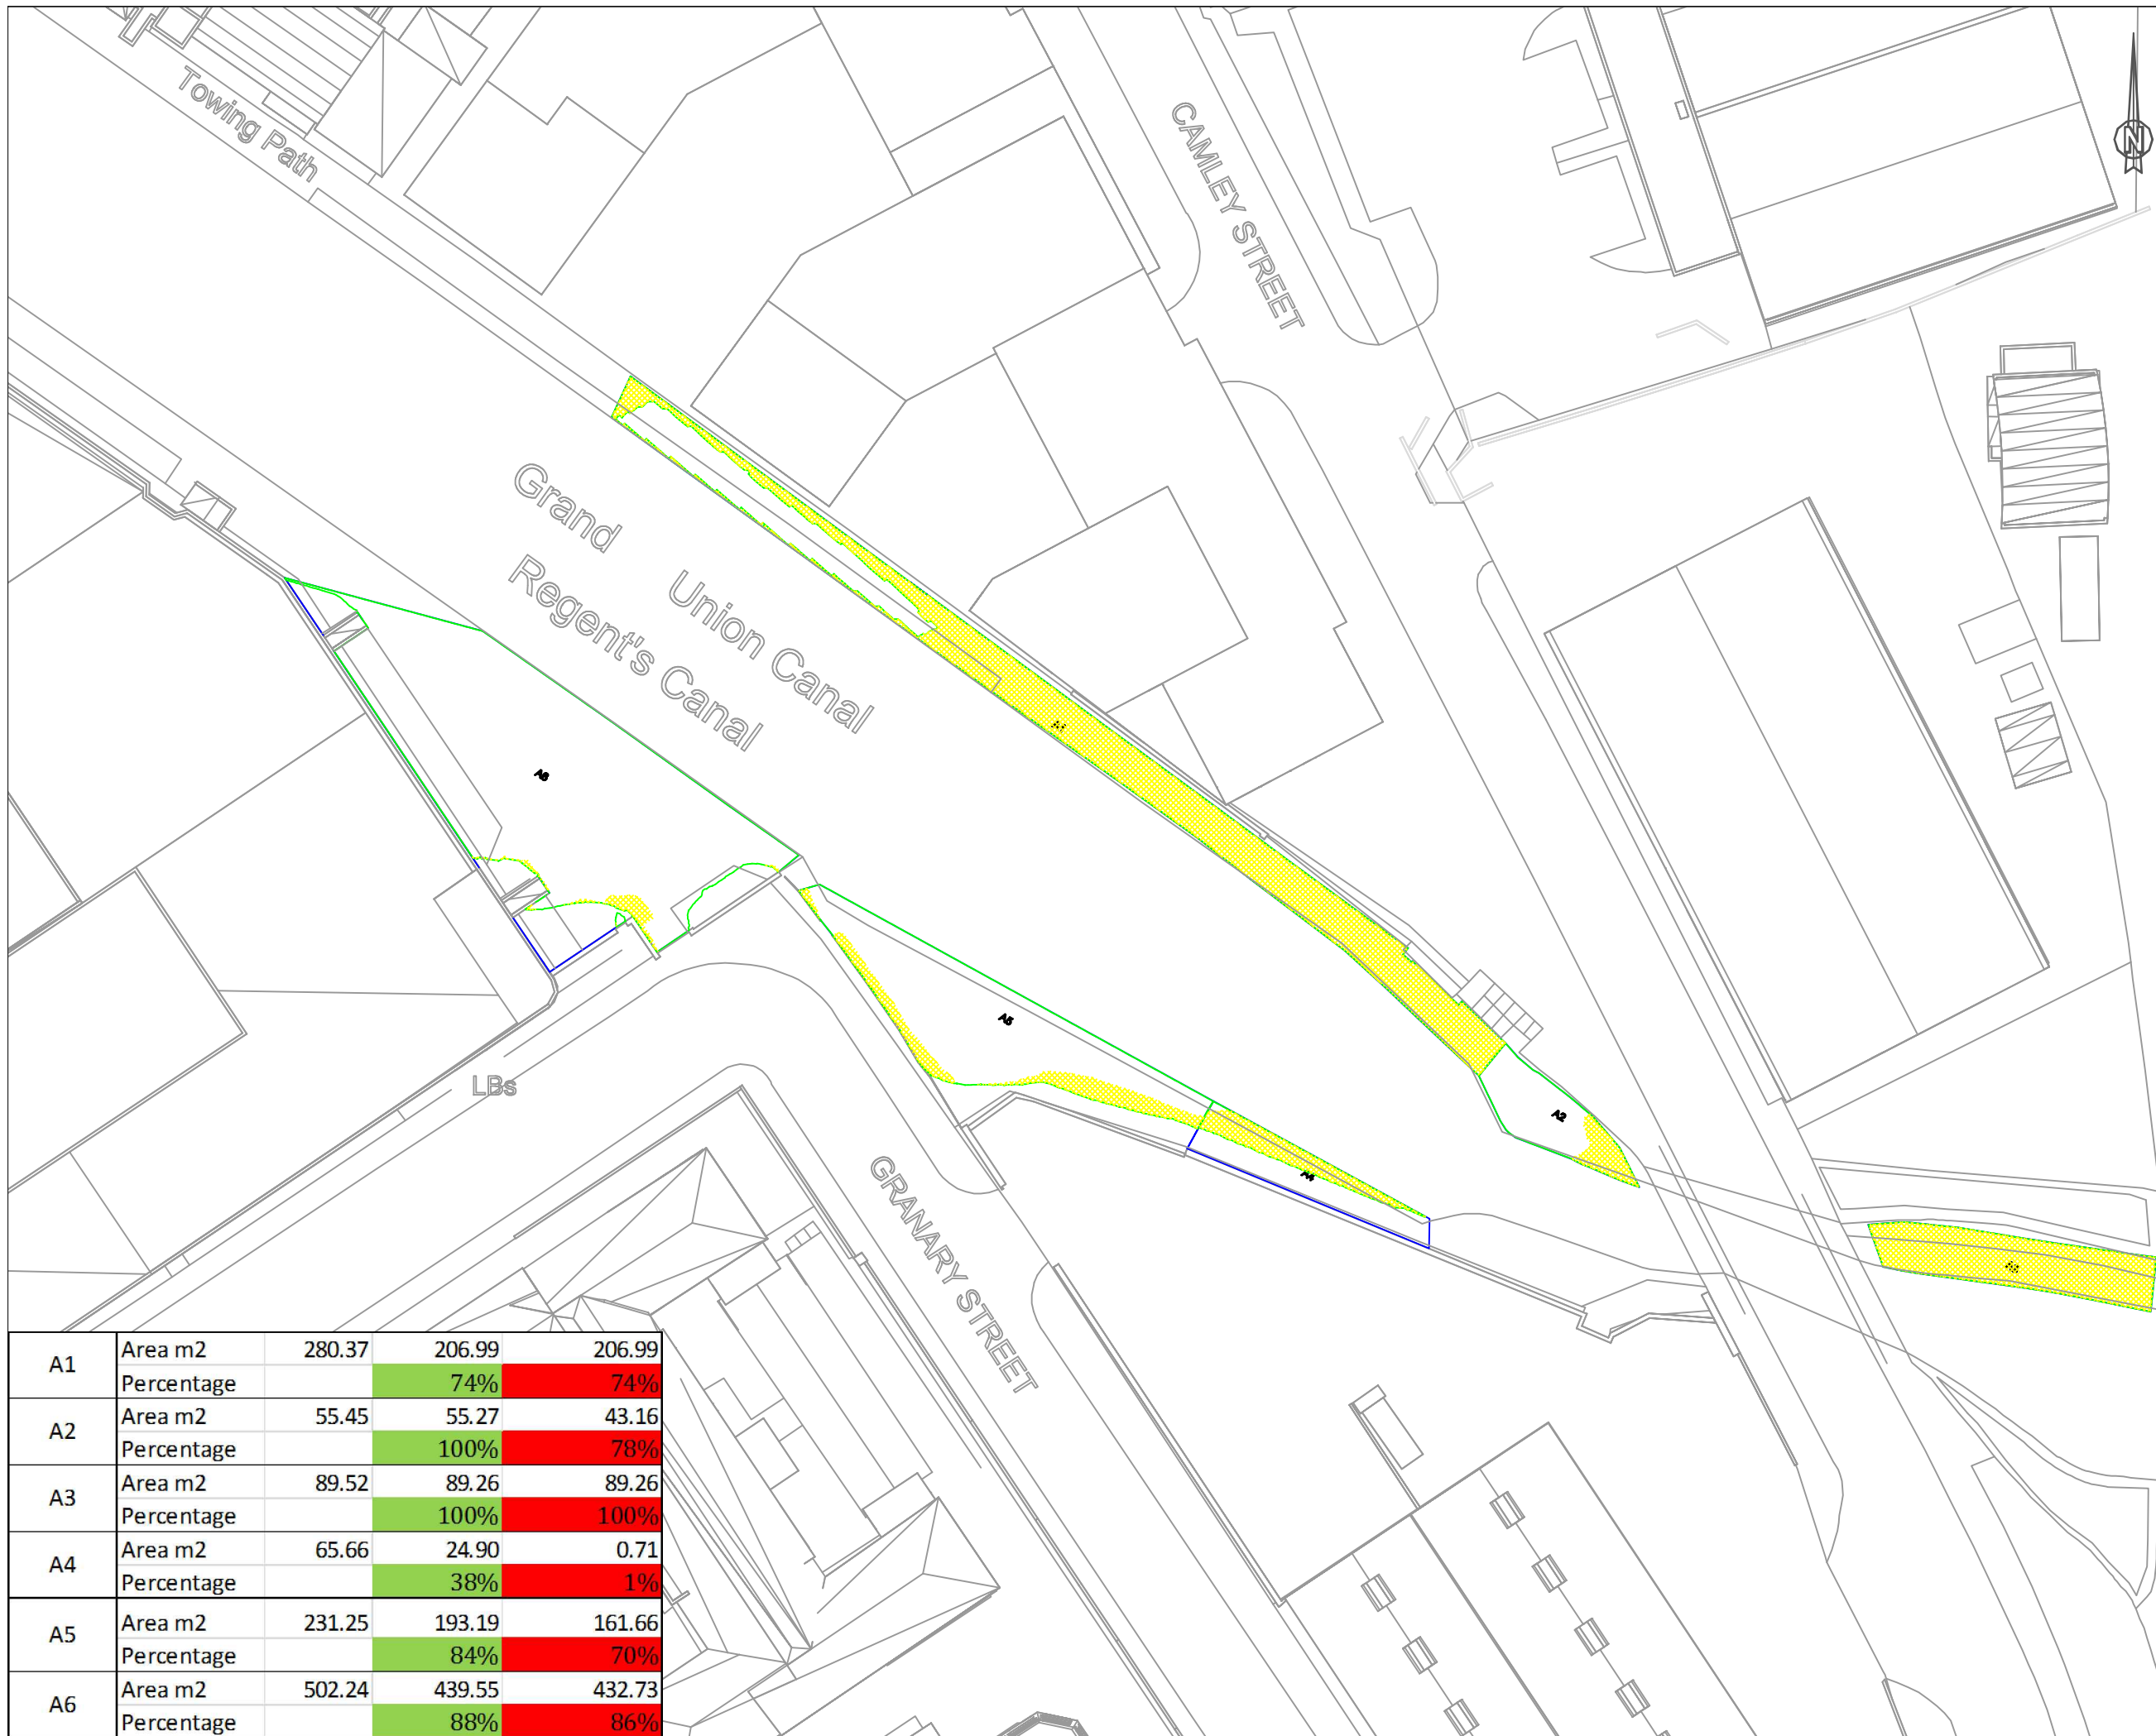 Towing Path
CAMLEY STREET
N
Grand Union Canal
Regent's Canal
A6
A5
A2
A4
LBs
GRANARY STREET
A1 Area m2 280.37 206.99 206.99
Percentage 74% 74%
A2 Area m2 55.45 55.27 43.16
Percentage 100% 78%
A3 Area m2 89.52 89.26 89.26
Percentage 100% 100%
A4 Area m2 65.66 24.90 0.71
Percentage 38% 1%
A5 Area m2 231.25 193.19 161.66
Percentage 84% 70%
A6 Area m2 502.24 439.55 432.73
Percentage 88% 86%